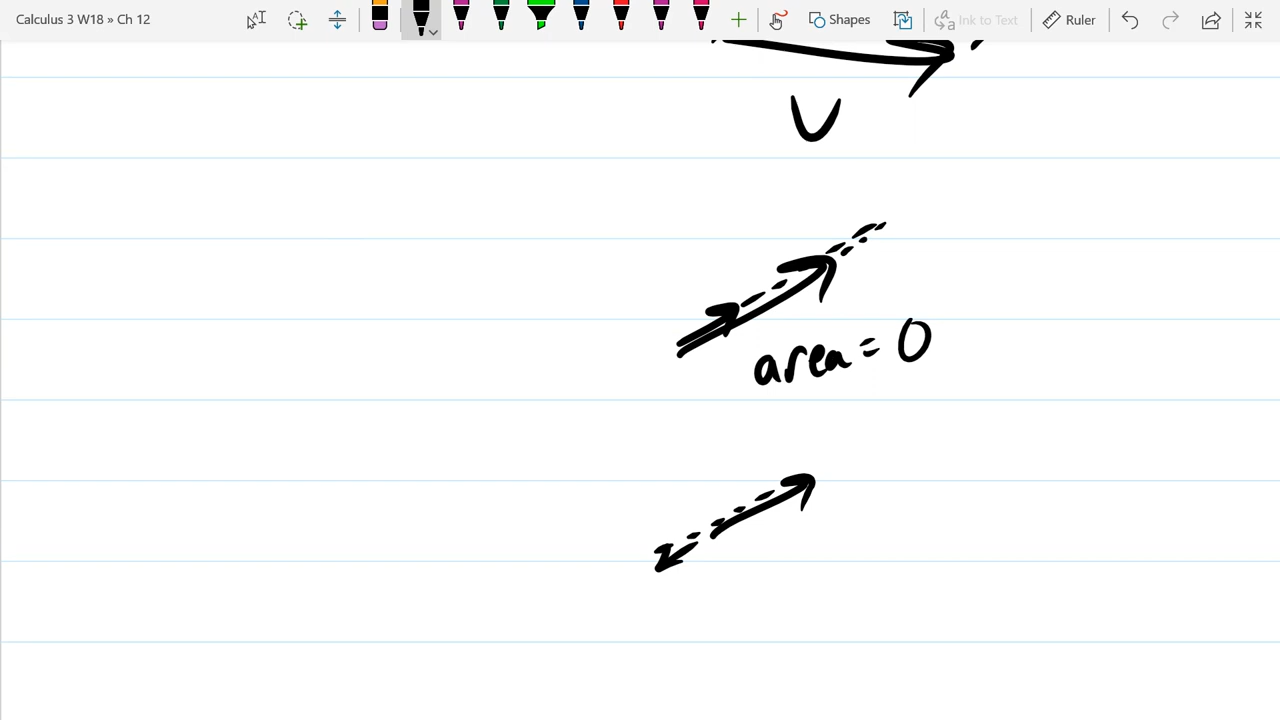 Calculus 3 W18 » Ch 12
Shapes
Ink to Text
Ruler
V
area = 0